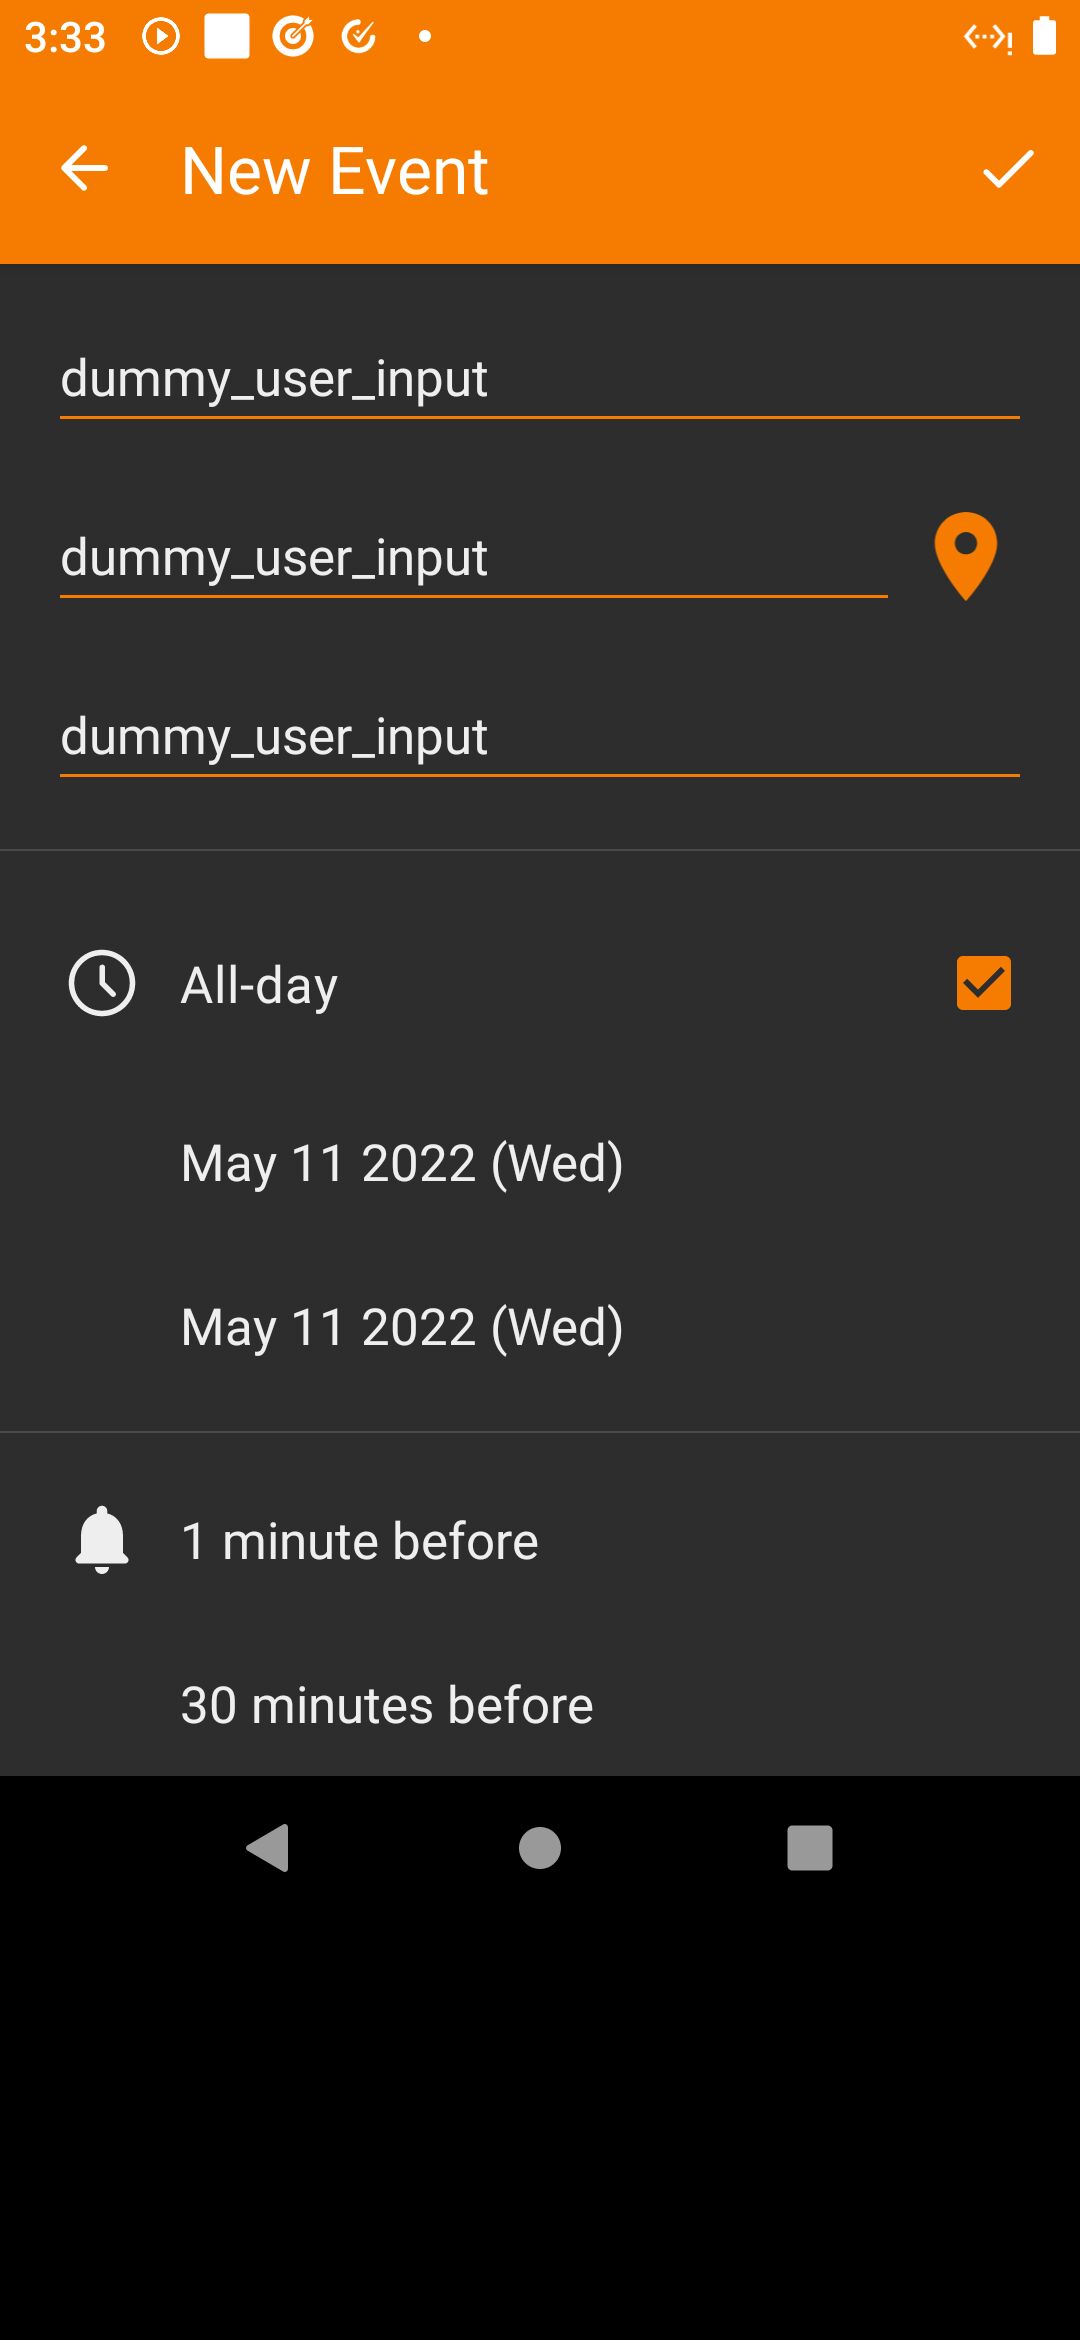 3:33
New Event
dummy_user_input
dummy_user_input
dummy_user_input
All-day
May 11 2022 (Wed)
May 11 2022 (Wed)
1 minute before
30 minutes before